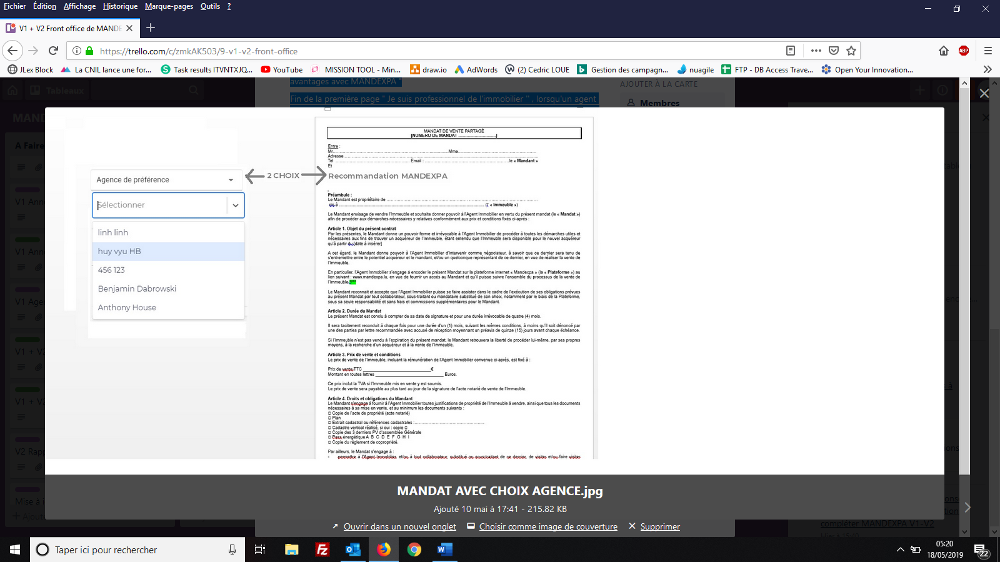 Fichier Édition Affichage Historique Marque-pages Outils ?
V1 + V2 Front office de MANDE
https://trello.com/c/zmkAK503/9-v1-v2-front-office
JLex Block La CNIL lance une for... Task results ITVNTXJQ... YouTube MISSION TOOL - Min... draw.io AdWords (2) Cedric LOUE Gestion des campagn... nuagile FTP - DB Access Trave... Open Your Innovation...
avantages avec MANDEXPA "
AJOUTER À LA CARTE
Tableaux
Fin de la première page " Je suis professionnel de l'immobilier " , lorsqu'un agent
Membres
MAND
A Faire
V1 Ann
V1 Ann
V1 Agen
V1 + V
V1 + V
V2 Rap
Mise à
Ajout
MANDAT DE VENTE PARTAGÉ
[NUMERO DE MANDAT ..............................]
Entre :
Mr..........Mme..........
Adresse..........
Tel .......... Email : ..........le « Mandant »
Et
Agence de préférence
2 CHOIX
Recommandation MANDEXPA
Sélectionner
linh linh
huy vyu HB
456 123
Benjamin Dabrowski
Anthony House
Préambule :
Le Mandant est propriétaire de ..........
sis à .......... (l' « Immeuble »)
Le Mandant envisage de vendre l'Immeuble et souhaite donner pouvoir à l'Agent Immobilier en vertu du présent mandat (le « Mandat »)
afin de procéder aux démarches nécessaires y relatives conformément aux prix et conditions fixés ci-après :
Article 1. Objet du présent contrat
Par les présentes, le Mandant donne un pouvoir ferme et irrévocable à l'Agent Immobilier de procéder à toutes les démarches utiles et
nécessaires aux fins de trouver un acquéreur de l'Immeuble, étant entendu que l'Immeuble sera disponible pour le nouvel acquéreur
qu'à partir du [date à insérer]
A cet égard, le Mandant donne pouvoir à l'Agent Immobilier d'intervenir comme négociateur, à savoir que ce dernier sera tenu de
s'entremettre entre le potentiel acquéreur et le mandant, et/ou un quelconque représentant de ce dernier, en vue de réaliser la vente de
l'Immeuble.
En particulier, l'Agent Immobilier s'engage à encoder le présent Mandat sur la plateforme internet « Mandexpa » (la « Plateforme ») au
lien suivant : www.mandexpa.lu, en vue de fournir un accès au Mandant et qu'il puisse suivre l'ensemble du processus de la vente de
l'Immeuble.
Le Mandant reconnait et accepte que l'Agent Immobilier puisse se faire assister dans le cadre de l'exécution de ses obligations prévues
au présent Mandat par tout collaborateur, sous-traitant ou mandataire substitué de son choix, notamment par le biais de la Plateforme,
sous sa seule responsabilité et sans frais et commissions supplémentaires pour le Mandant.
Article 2. Durée du Mandat
Le présent Mandat est conclu à compter de sa date de signature et pour une durée irrévocable de quatre (4) mois.
Il sera tacitement reconduit à chaque fois pour une durée d'un (1) mois, suivant les mêmes conditions, à moins qu'il soit dénoncé par
une des parties par lettre recommandée avec accusé de réception moyennant un préavis de quinze (15) jours avant chaque échéance.
Si l'Immeuble n'est pas vendu à l'expiration du présent mandat, le Mandant retrouvera la liberté de procéder lui-même, par ses propres
moyens, à la recherche d'un acquéreur et à la vente de l'Immeuble.
Article 3. Prix de vente et conditions
Le prix de vente de l'Immeuble, incluant la rémunération de l'Agent Immobilier convenue ci-après, est fixé à :
Prix de vente TTC ____________________€
Montant en toutes lettres ____________________ Euros.
Ce prix inclut la TVA si l'Immeuble mis en vente y est soumis.
Le prix de vente sera payable au plus tard au jour de la signature de l'acte notarié de vente de l'Immeuble.
Article 4. Droits et obligations du Mandant
Le Mandant s'engage à fournir à l'Agent Immobilier toutes justifications de propriété de l'Immeuble à vendre, ainsi que tous les documents
nécessaires à sa mise en vente, et au minimum les documents suivants :
□ Copie de l'acte de propriété (acte notarié)
□ Plan
□ Extrait cadastral ou références cadastrales :..........
□ Cadastre vertical réalisé, si oui : copie □
□ Copie des 3 derniers PV d'assemblée Générale
□ Pass énergétique A B C D E F G H I
□ Copie du règlement de copropriété.
Par ailleurs, le Mandat s'engage à :
- permettre à l'Agent Immobilier, et/ou à tout collaborateur, substitué ou sous-traitant de ce dernier, de visites et/ou faire visites
MANDAT AVEC CHOIX AGENCE.jpg
Ajouté 10 mai à 17:41 - 215.82 KB
Ouvrir dans un nouvel onglet Choisir comme image de couverture Supprimer
compléter MANDEXPA V1-V2
Taper ici pour rechercher
05:20
18/05/2019
22